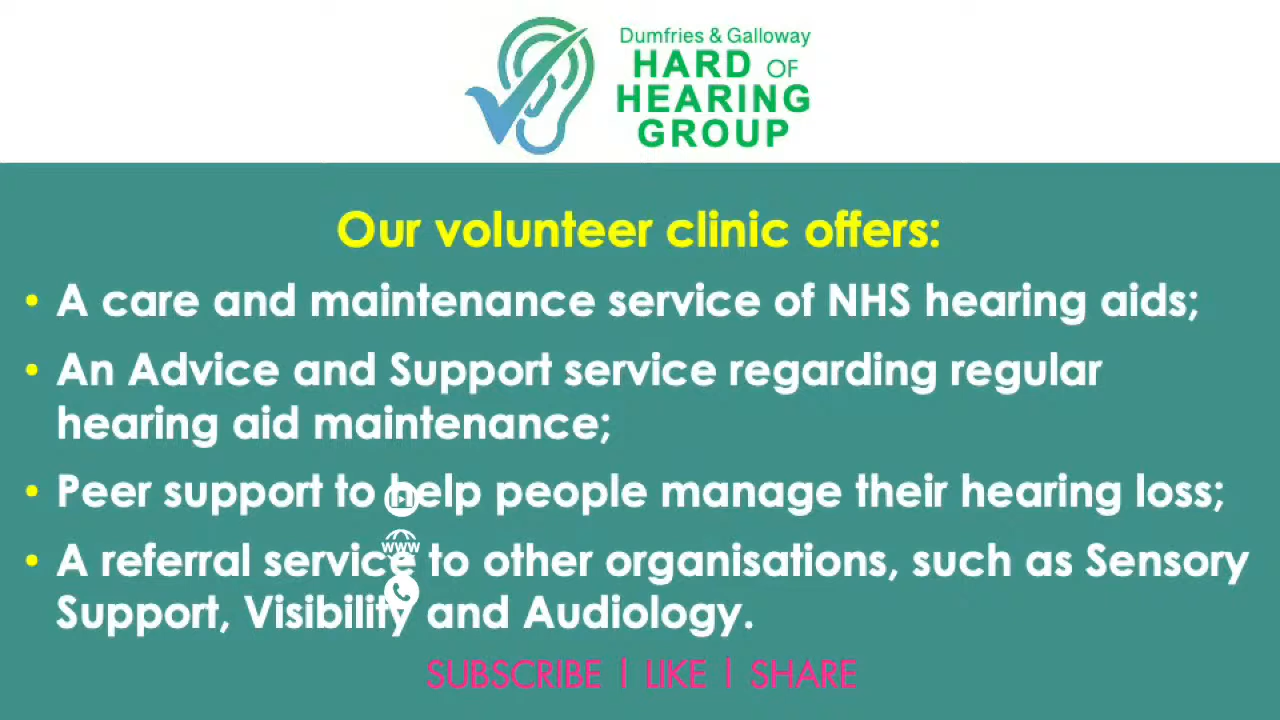 Dumfries & Galloway
HARD OF
HEARING
GROUP
Our volunteer clinic offers:
• A care and maintenance service of NHS hearing aids;
• An Advice and Support service regarding regular
hearing aid maintenance;
• Peer support to help people manage their hearing loss;
• A referral service to other organisations, such as Sensory
Support, Visibility and Audiology.
www
SUBSCRIBE | LIKE | SHARE